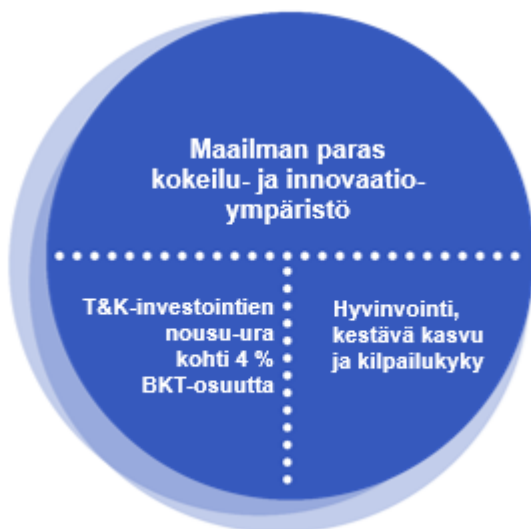 Maailman paras
kokeilu- ja innovaatio-
ympäristö
T&K-investointien
nousu-ura
kohti 4 %
BKT-osuutta
Hyvinvointi,
kestävä kasvu
ja kilpailukyky